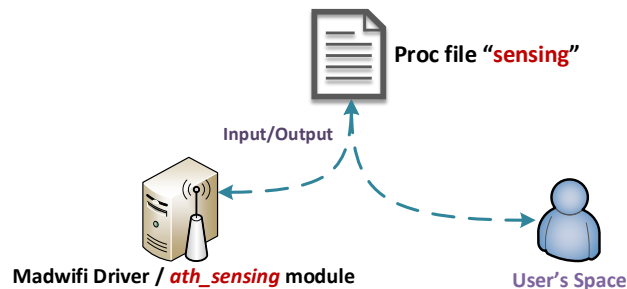 Proc file “sensing”
Input/Output
Madwifi Driver / ath_sensing module
User’s Space